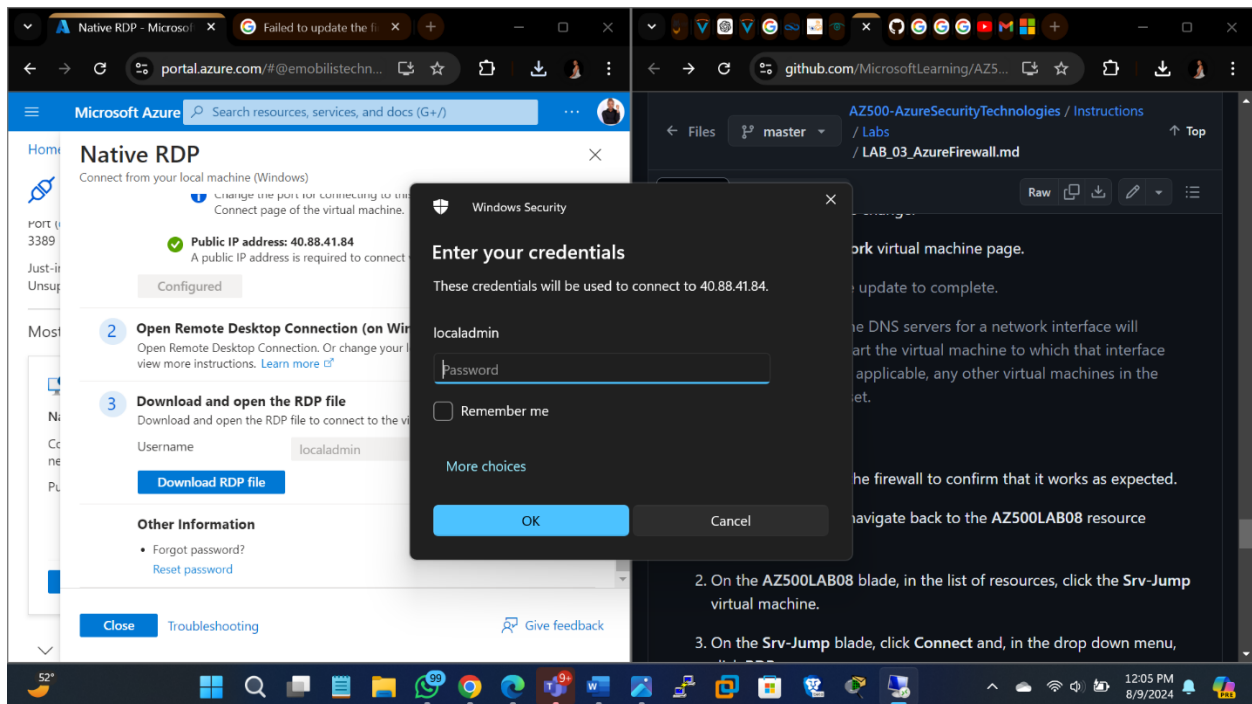 Native RDP - Microsof
Failed to update the fi
portal.azure.com/#@emobilistechn...
Microsoft Azure
Search resources, services, and docs (G+/)
Home
Port (
3389
Just-i
Unsup
Most
Na
Co
ne
Pu
Native RDP
Connect from your local machine (Windows)
Change the port for connecting to this
Connect page of the virtual machine.
Public IP address: 40.88.41.84
A public IP address is required to connect
Configured
2
Open Remote Desktop Connection (on Win
Open Remote Desktop Connection. Or change your l
view more instructions. Learn more
3
Download and open the RDP file
Download and open the RDP file to connect to the vi
Username
localadmin
Download RDP file
Other Information
• Forgot password?
Reset password
Close
Troubleshooting
Give feedback
Windows Security
Enter your credentials
These credentials will be used to connect to 40.88.41.84.
localadmin
Password
Remember me
More choices
OK
Cancel
github.com/MicrosoftLearning/AZ5...
Files
master
AZ500-AzureSecurityTechnologies / Instructions
/ Labs
/ LAB_03_AzureFirewall.md
Top
Raw
ork virtual machine page.
update to complete.
e DNS servers for a network interface will
art the virtual machine to which that interface
applicable, any other virtual machines in the
et.
he firewall to confirm that it works as expected.
navigate back to the AZ500LAB08 resource
2. On the AZ500LAB08 blade, in the list of resources, click the Srv-Jump
virtual machine.
3. On the Srv-Jump blade, click Connect and, in the drop down menu,
52°
99
9+
12:05 PM
8/9/2024
PRE